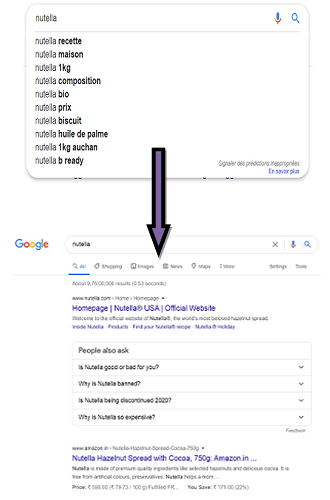 nutella
nutella recette
nutella maison
nutella 1kg
nutella composition
nutella bio
nutella prix
nutella biscuit
nutella huile de palme
nutella 1kg auchan
nutella b ready
Signaler des prédictions inappropriées
En savoir plus
Google
nutella
All Shopping Images News Maps More Settings Tools
About 9,76,00,000 results (0.53 seconds)
www.nutella.com › Home › Homepage
Homepage | Nutella® USA | Official Website
Welcome to the official website of Nutella®, the world's most beloved hazelnut spread.
Inside Nutella · Products · Find your Nutella® recipe · Nutella ® Holiday
People also ask
Is Nutella good or bad for you?
Why is Nutella banned?
Is Nutella being discontinued 2020?
Why is Nutella so expensive?
Feedback
www.amazon.in › Nutella-Hazelnut-Spread-Cocoa-750g
Nutella Hazelnut Spread with Cocoa, 750g: Amazon.in ...
Nutella is made of premium quality ingredients like selected hazelnuts and delicious cocoa. It is
free from artificial colours, preservatives. Nutella helps a mom ...
Price: ₹ 598.00 (₹ 79.73 / 100 g) Fulfilled FR... You Save: ₹ 171.00 (22%)